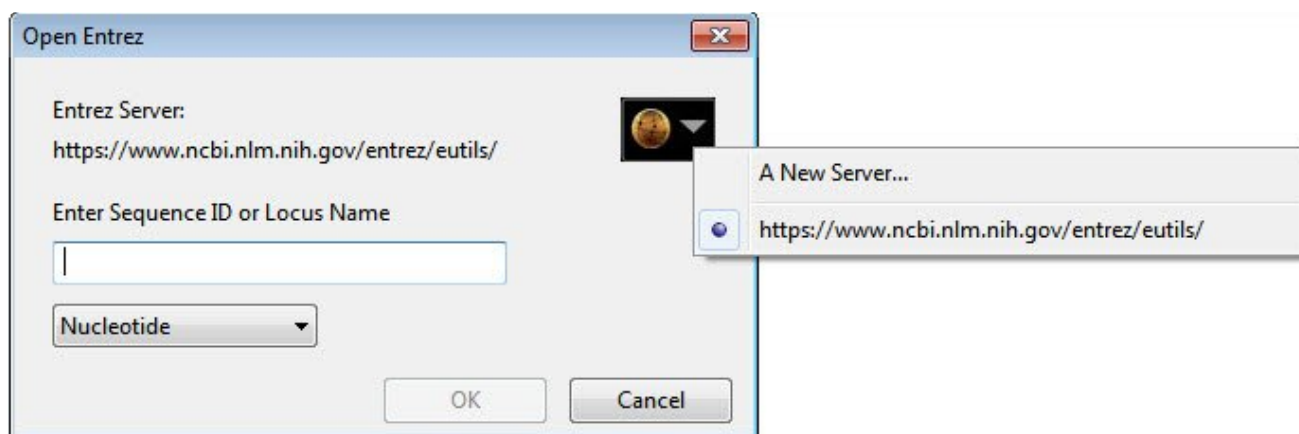 Open Entrez
Entrez Server:
https://www.ncbi.nlm.nih.gov/entrez/eutils/
A New Server...
https://www.ncbi.nlm.nih.gov/entrez/eutils/
Enter Sequence ID or Locus Name
Nucleotide
OK
Cancel